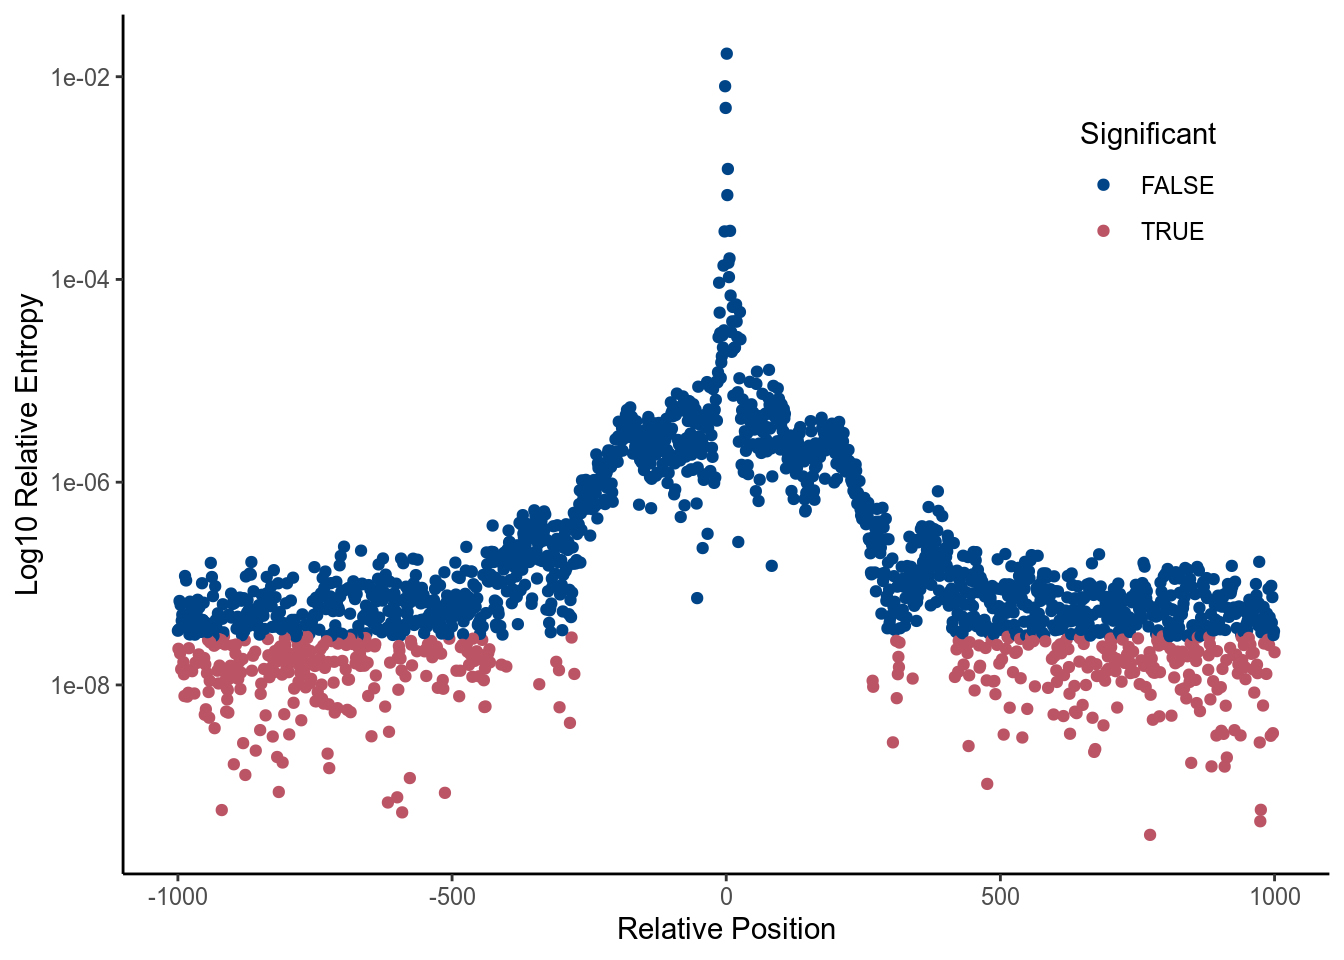 Log10 Relative Entropy
1e-02
1e-04
1e-06
1e-08
Significant
FALSE
TRUE
-1000
-500
0
500
1000
Relative Position